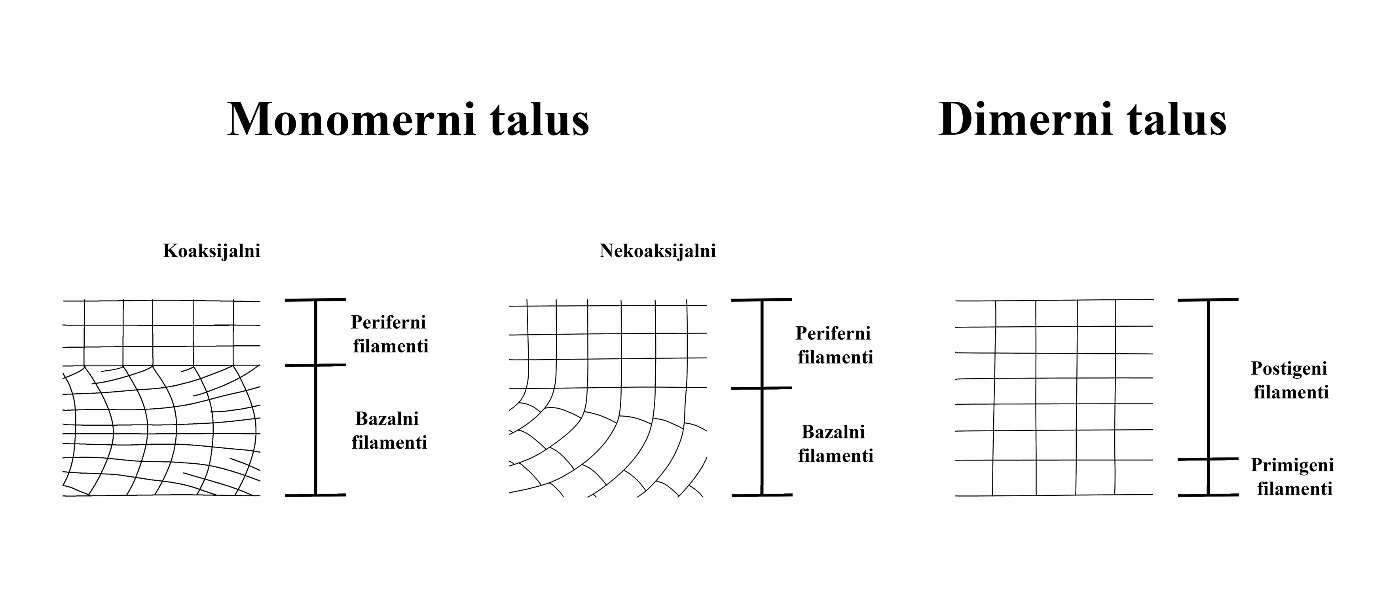 Monomerni talus
Dimerni talus
Koaksijalni
Nekoaksijalni
Periferni
filamenti
Bazalni
filamenti
Periferni
filamenti
Bazalni
filamenti
Postigeni
filamenti
Primigeni
filamenti